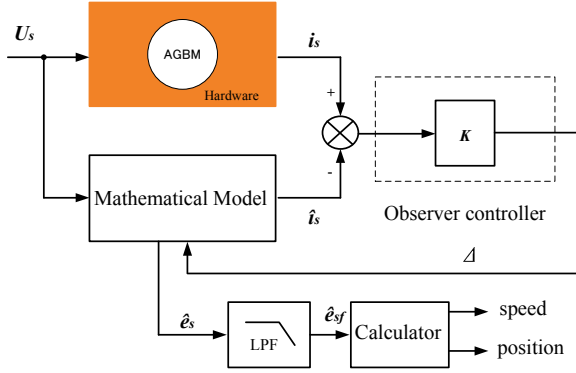 Us
is
AGBM
Hardware
+
K
-
Mathematical Model
îs
Observer controller
Δ
ês
LPF
êsf
Calculator
speed
position